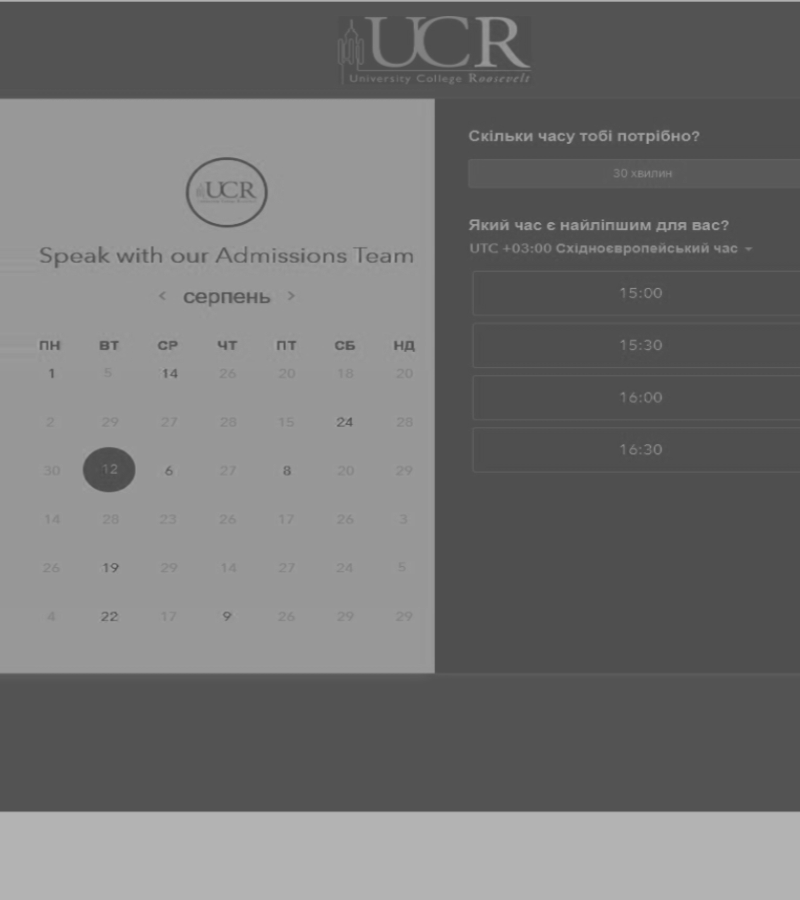 UCR
University College Roosevelt
UCR
Speak with our Admissions Team
< серпень >
ПН ВТ СР ЧТ ПТ СБ НД
1 5 14 26 20 18 20
2 29 27 28 15 24 28
30 12 6 27 8 20 29
14 28 23 26 17 26 3
26 19 29 14 27 24 5
4 22 17 9 26 29 29
Скільки часу тобі потрібно?
30 хвилин
Який час є найліпшим для вас?
UTC +03:00 Східноєвропейський час
15:00
15:30
16:00
16:30